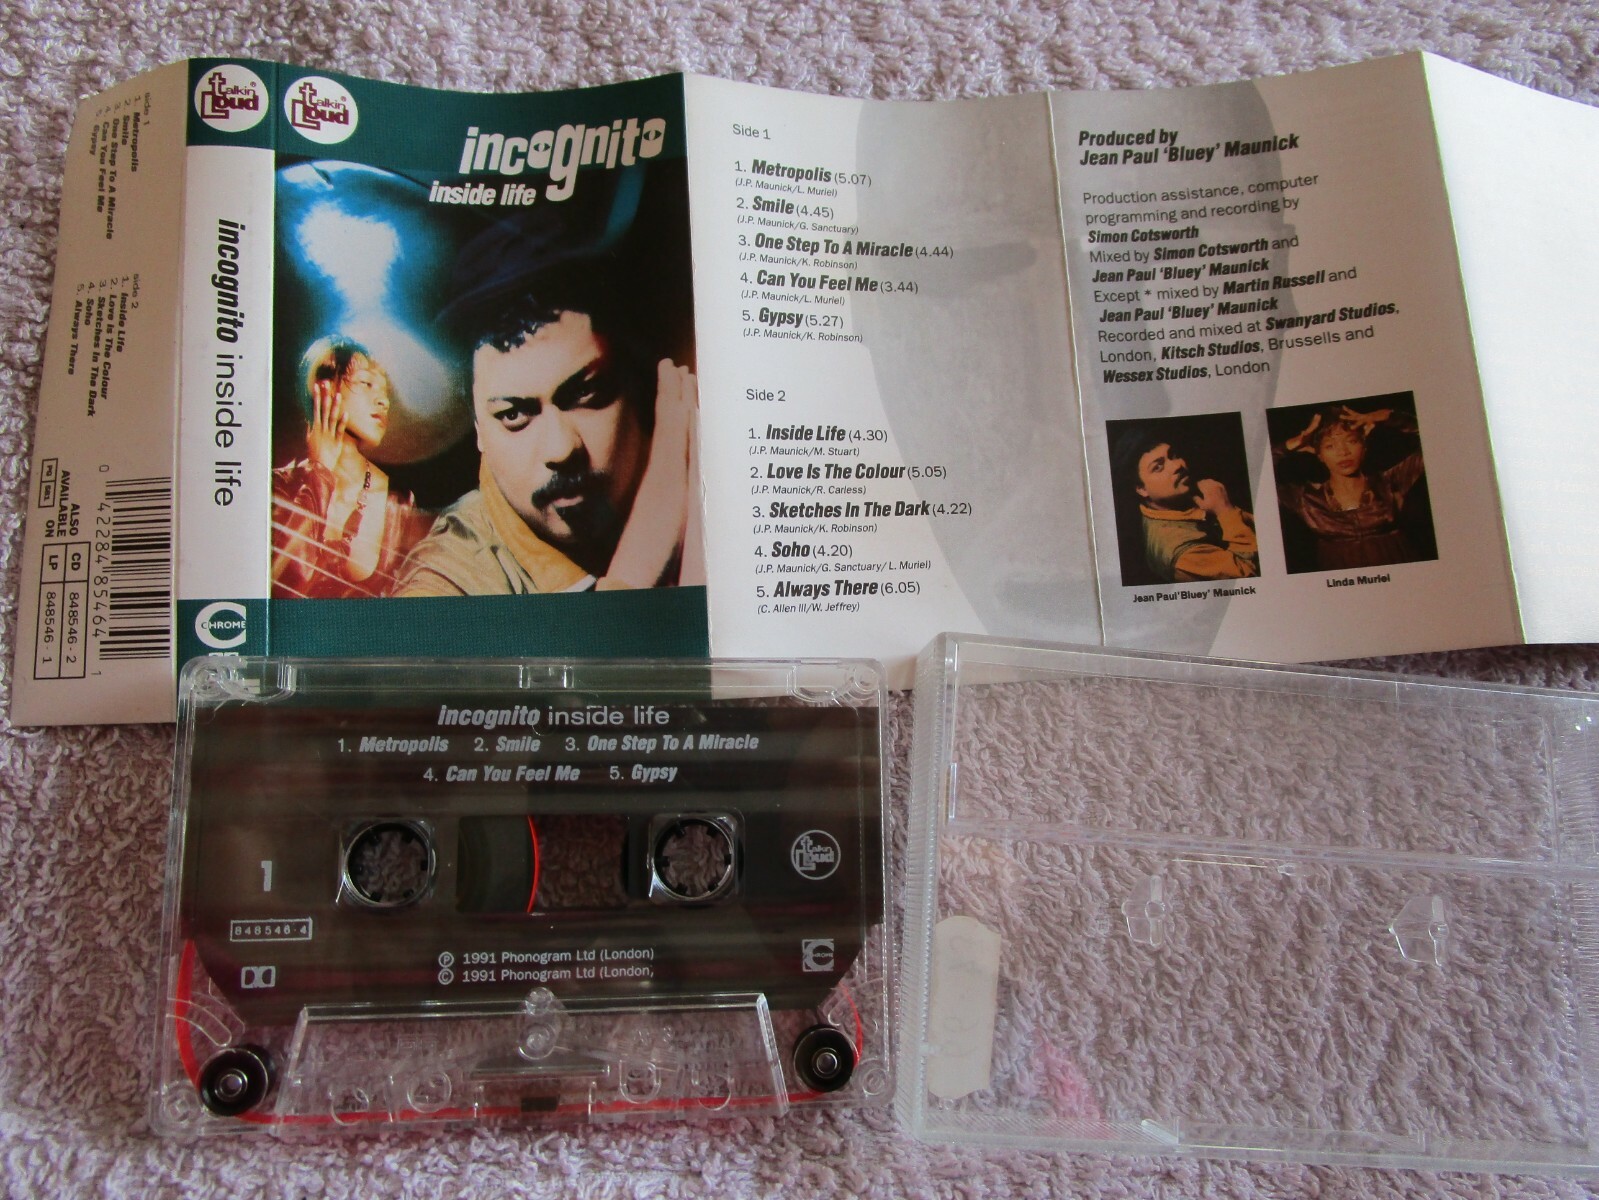 side 1
1. Metropolis
2. Smile
3. One Step To A Miracle
4. Can You Feel Me
5. Gypsy
side 2
1. Inside Life
2. Love Is The Colour
3. Sketches In The Dark
4. Soho
5. Always There
0 42284 85464 1
ALSO AVAILABLE ON
CD 848546 - 2
LP 848546 - 1
talkin Loud ®
incognito inside life
CHROME
talkin Loud ®
incognito
inside life
Side 1
1. Metropolis (5.07)
(J.P. Maunick/L. Muriel)
2. Smile (4.45)
(J.P. Maunick/G. Sanctuary)
3. One Step To A Miracle (4.44)
(J.P. Maunick/K. Robinson)
4. Can You Feel Me (3.44)
(J.P. Maunick/L. Muriel)
5. Gypsy (5.27)
(J.P. Maunick/K. Robinson)
Side 2
1. Inside Life (4.30)
(J.P. Maunick/M. Stuart)
2. Love Is The Colour (5.05)
(J.P. Maunick/R. Carless)
3. Sketches In The Dark (4.22)
(J.P. Maunick/K. Robinson)
4. Soho (4.20)
(J.P. Maunick/G. Sanctuary/ L. Muriel)
5. Always There (6.05)
(C. Allen III/W. Jeffrey)
Produced by
Jean Paul 'Bluey' Maunick
Production assistance, computer
programming and recording by
Simon Cotsworth
Mixed by Simon Cotsworth and
Jean Paul 'Bluey' Maunick
Except * mixed by Martin Russell and
Jean Paul 'Bluey' Maunick
Recorded and mixed at Swanyard Studios,
London, Kitsch Studios, Brussells and
Wessex Studios, London
Jean Paul 'Bluey' Maunick
Linda Muriel
incognito inside life
1. Metropolis 2. Smile 3. One Step To A Miracle
4. Can You Feel Me 5. Gypsy
1
talkin Loud
848546-4
℗ 1991 Phonogram Ltd (London)
© 1991 Phonogram Ltd (London,
CHROME